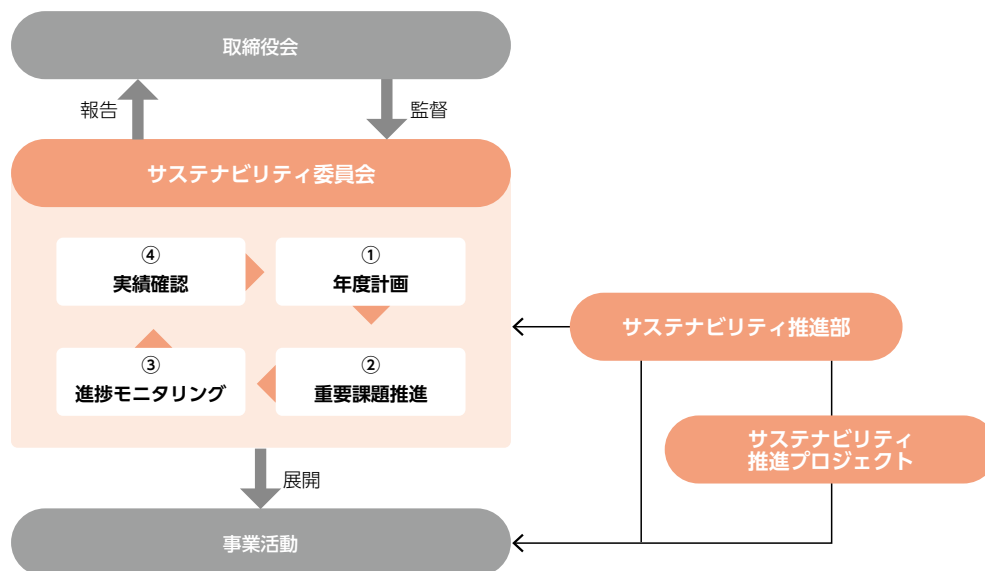 取締役会
報告
監督
サステナビリティ委員会
④
実績確認
①
年度計画
③
進捗モニタリング
②
重要課題推進
サステナビリティ推進部
サステナビリティ
推進プロジェクト
展開
事業活動